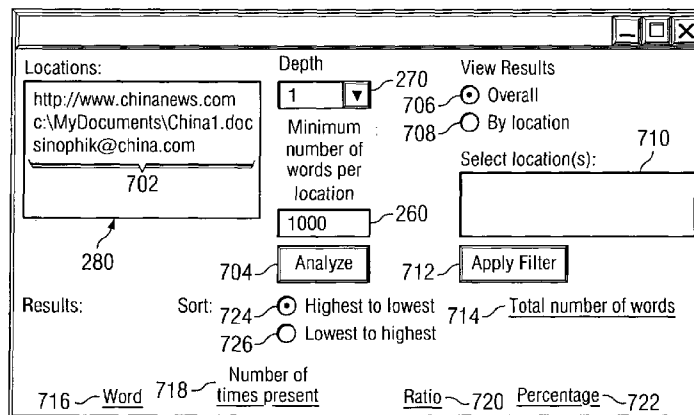 Locations:
http://www.chinanews.com
c:\MyDocuments\China1.doc
sinophik@china.com
702
280
Depth
1
270
Minimum
number of
words per
location
1000
260
704
Analyze
View Results
706
Overall
708
By location
710
Select location(s):
712
Apply Filter
Results:
Sort:
724
Highest to lowest
726
Lowest to highest
714
Total number of words
716
Word
718
Number of
times present
Ratio
720
Percentage
722